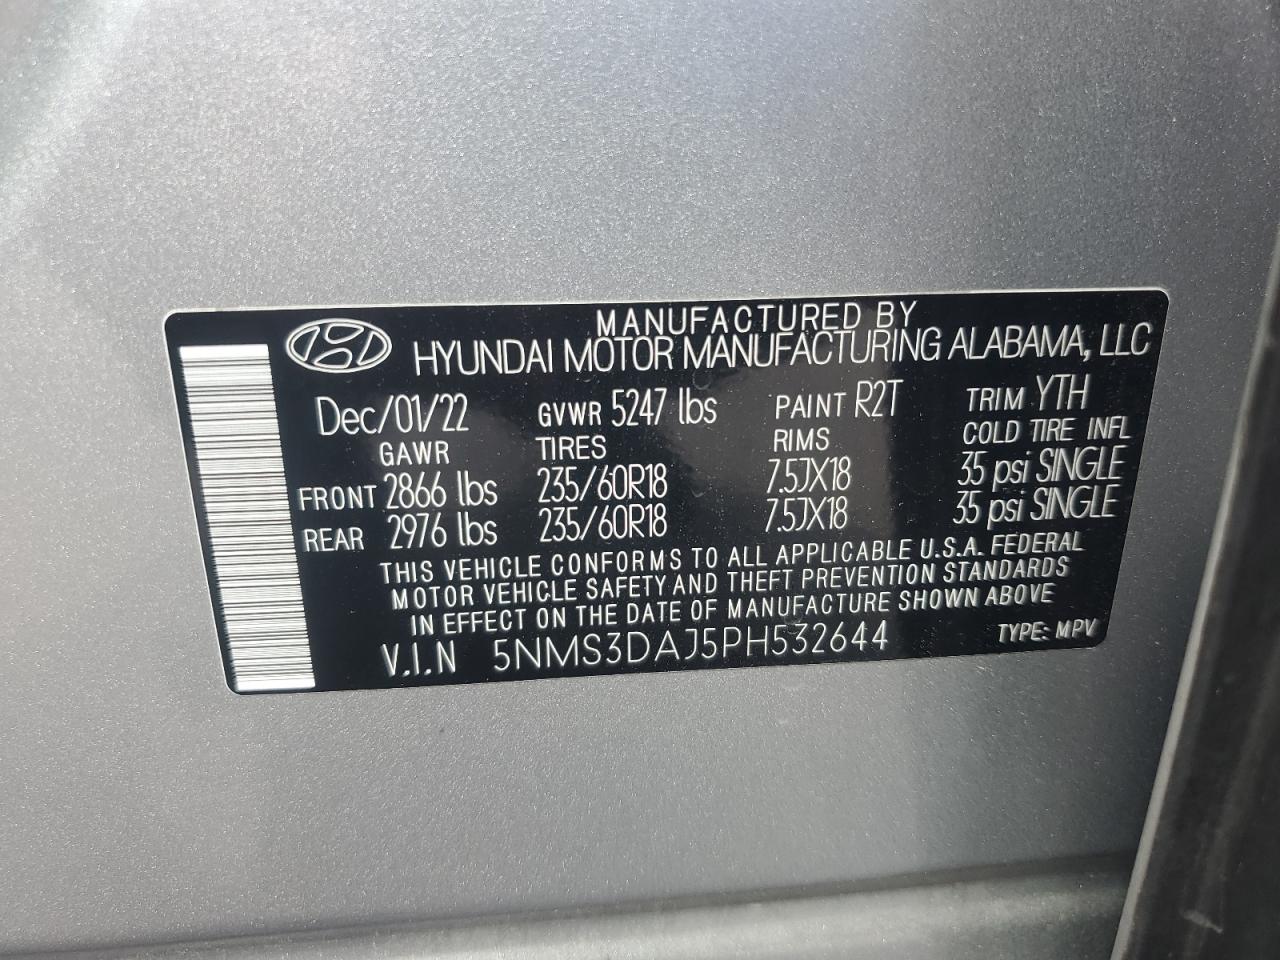 MANUFACTURED BY
HYUNDAI MOTOR MANUFACTURING ALABAMA, LLC
Dec/01/22 GVWR 5247 lbs PAINT R2T TRIM YTH
GAWR TIRES RIMS COLD TIRE INFL
FRONT 2866 lbs 235/60R18 7.5JX18 35 psi SINGLE
REAR 2976 lbs 235/60R18 7.5JX18 35 psi SINGLE
THIS VEHICLE CONFORMS TO ALL APPLICABLE U.S.A. FEDERAL
MOTOR VEHICLE SAFETY AND THEFT PREVENTION STANDARDS
IN EFFECT ON THE DATE OF MANUFACTURE SHOWN ABOVE
V.I.N 5NMS3DAJ5PH532644 TYPE: MPV